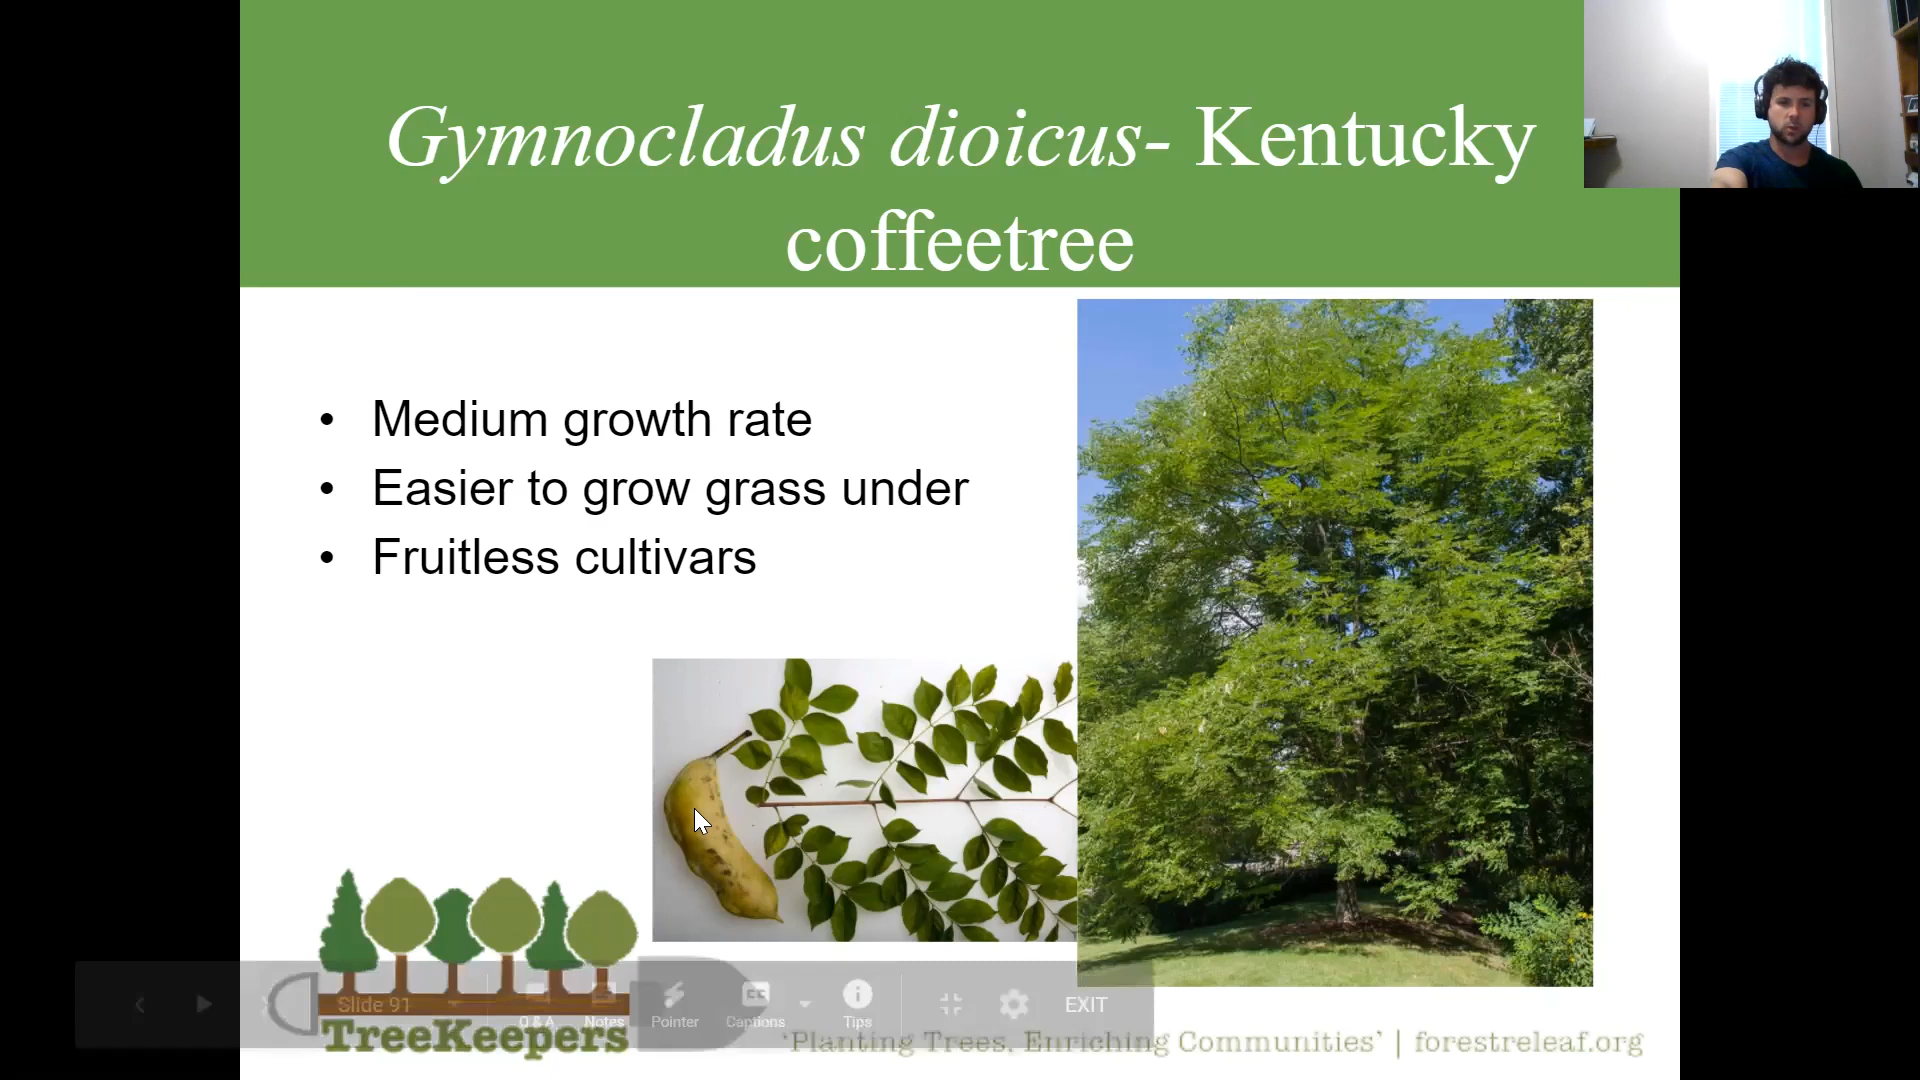 Gymnocladus dioicus- Kentucky
coffeetree
• Medium growth rate
• Easier to grow grass under
• Fruitless cultivars
Slide 91
Q & A
Notes
Pointer
CC
Captions
Tips
EXIT
TreeKeepers
‘Planting Trees, Enriching Communities’ | forestreleaf.org